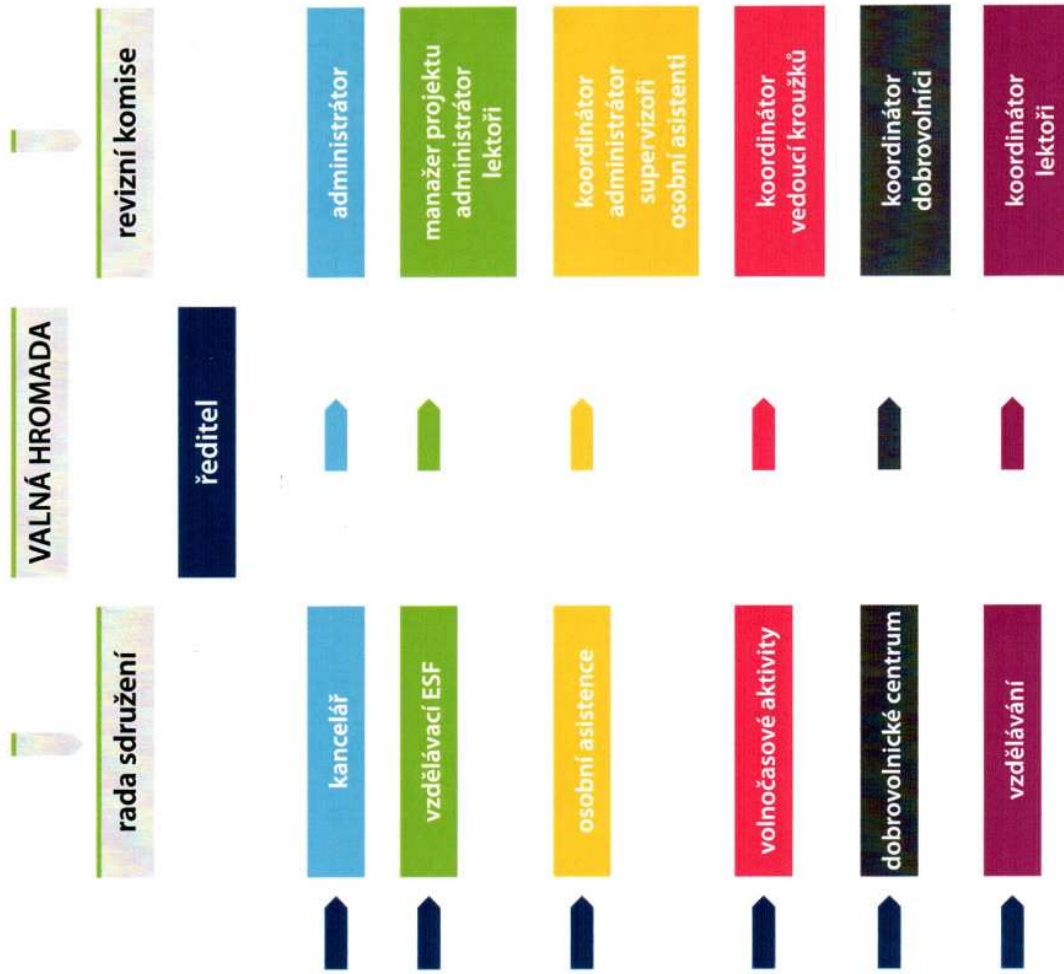 VALNÁ HROMADA
rada sdružení
revizní komise
ředitel
kancelář
administrátor
vzdělávací ESF
manažer projektu
administrátor
lektoři
osobní asistence
koordinátor
administrátor
supervizoři
osobní asistenti
volnočasové aktivity
koordinátor
vedoucí kroužků
dobrovolnické centrum
koordinátor
dobrovolníci
vzdělávání
koordinátor
lektoři